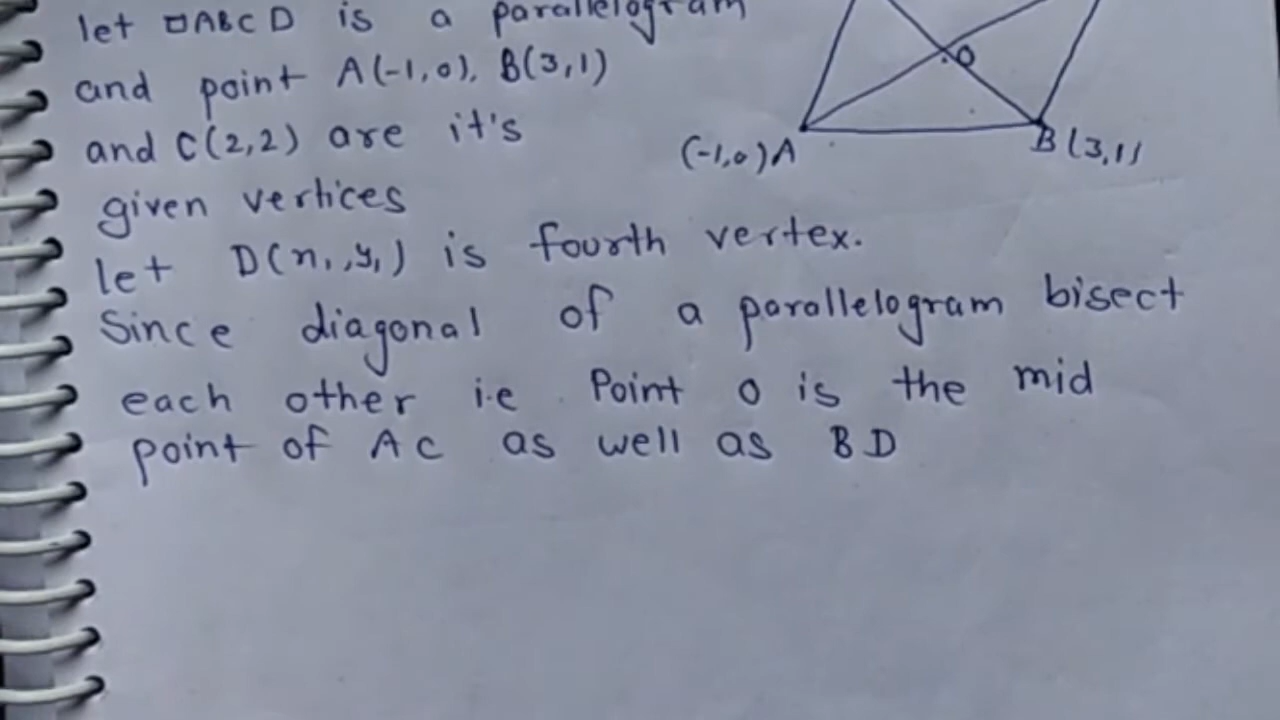 let □ABCD is a parallelogram
and point A(-1,0), B(3,1)
and C(2,2) are it's
given vertices
let D(x₁,y₁) is fourth vertex.
Since diagonal of a parallelogram bisect
each other i.e Point O is the mid
point of AC as well as BD
O
(-1,0)A
B(3,1)